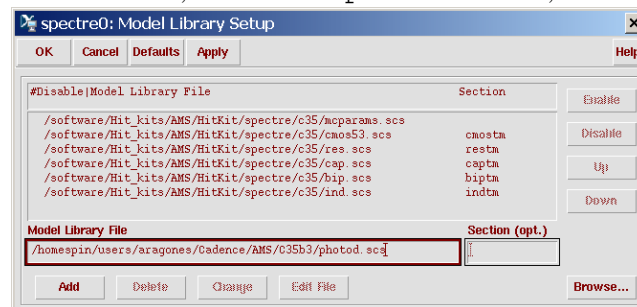 spectre0: Model Library Setup
OK Cancel Defaults Apply Help
#Disable|Model Library File Section
/software/Hit_kits/AMS/HitKit/spectre/c35/mcparams.scs
/software/Hit_kits/AMS/HitKit/spectre/c35/cmos53.scs cmostm
/software/Hit_kits/AMS/HitKit/spectre/c35/res.scs restm
/software/Hit_kits/AMS/HitKit/spectre/c35/cap.scs captm
/software/Hit_kits/AMS/HitKit/spectre/c35/bip.scs biptm
/software/Hit_kits/AMS/HitKit/spectre/c35/ind.scs indtm
Enable
Disable
Up
Down
Model Library File Section (opt.)
/homespin/users/aragones/Cadence/AMS/C35b3/photod.scs
Add Delete Change Edit File Browse...